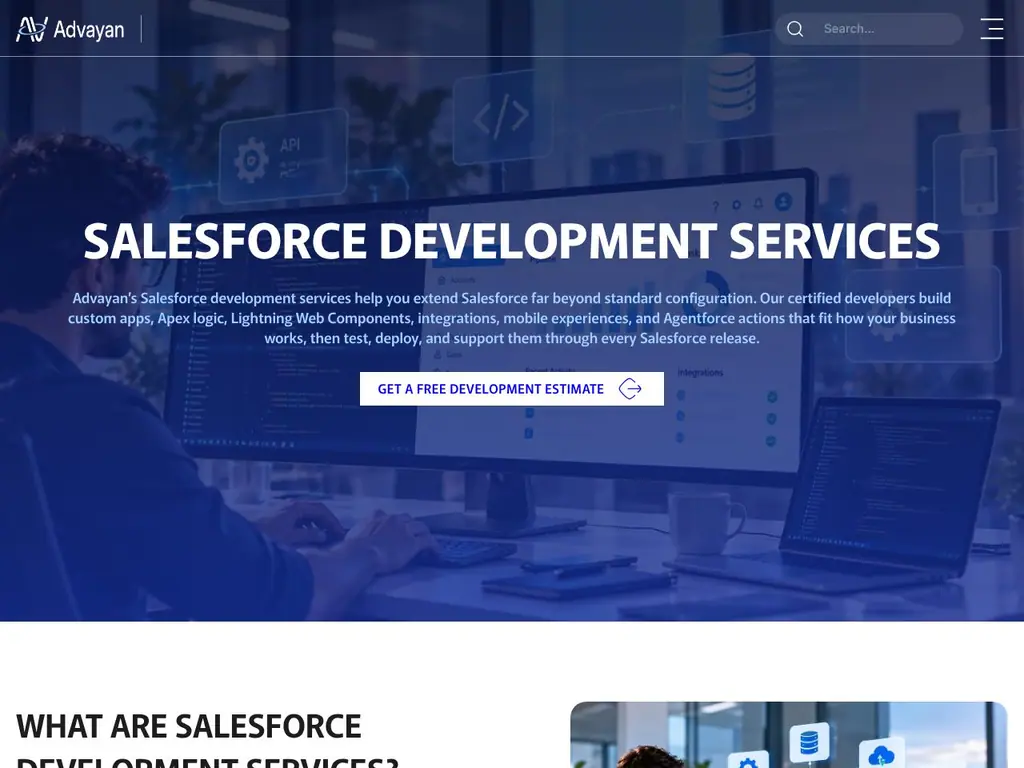 Advayan
Search...
API
SALESFORCE DEVELOPMENT SERVICES
Advayan's Salesforce development services help you extend Salesforce far beyond standard configuration. Our certified developers build
custom apps, Apex logic, Lightning Web Components, integrations, mobile experiences, and Agentforce actions that fit how your business
works, then test, deploy, and support them through every Salesforce release.
Integrations
GET A FREE DEVELOPMENT ESTIMATE
WHAT ARE SALESFORCE
DEVELOPMENT SERVICES?